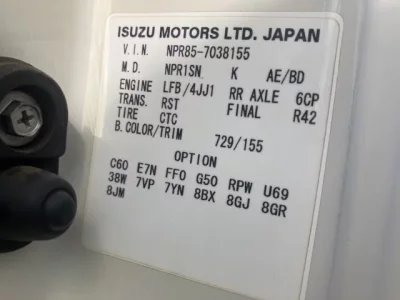 ISUZU MOTORS LTD. JAPAN
V.I.N. NPR85-7038155
M.D. NPR1SN K AE/BD
ENGINE LFB/4JJ1 RR AXLE 6CP
TRANS. RST FINAL R42
TIRE CTC
B.COLOR/TRIM 729/155
OPTION
C60 E7N FF0 G50 RPW U69
38W 7VP 7YN 8BX 8GJ 8GR
8JM